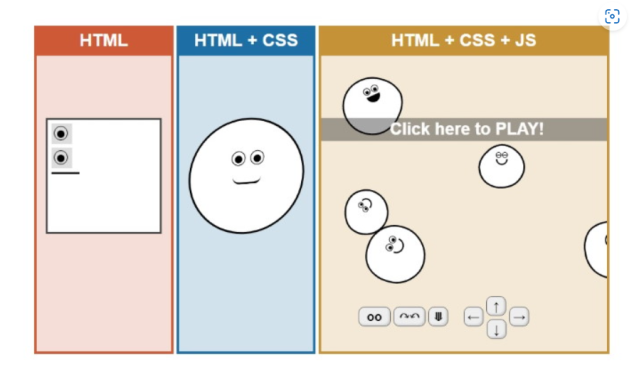 HTML
HTML + CSS
HTML + CSS + JS
Click here to PLAY!
← ↑ ↓ →